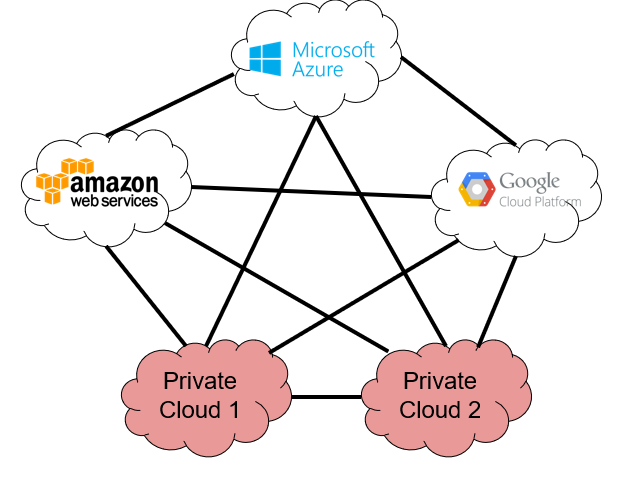 Microsoft
Azure
amazon
web services
Google
Cloud Platform
Private
Cloud 1
Private
Cloud 2